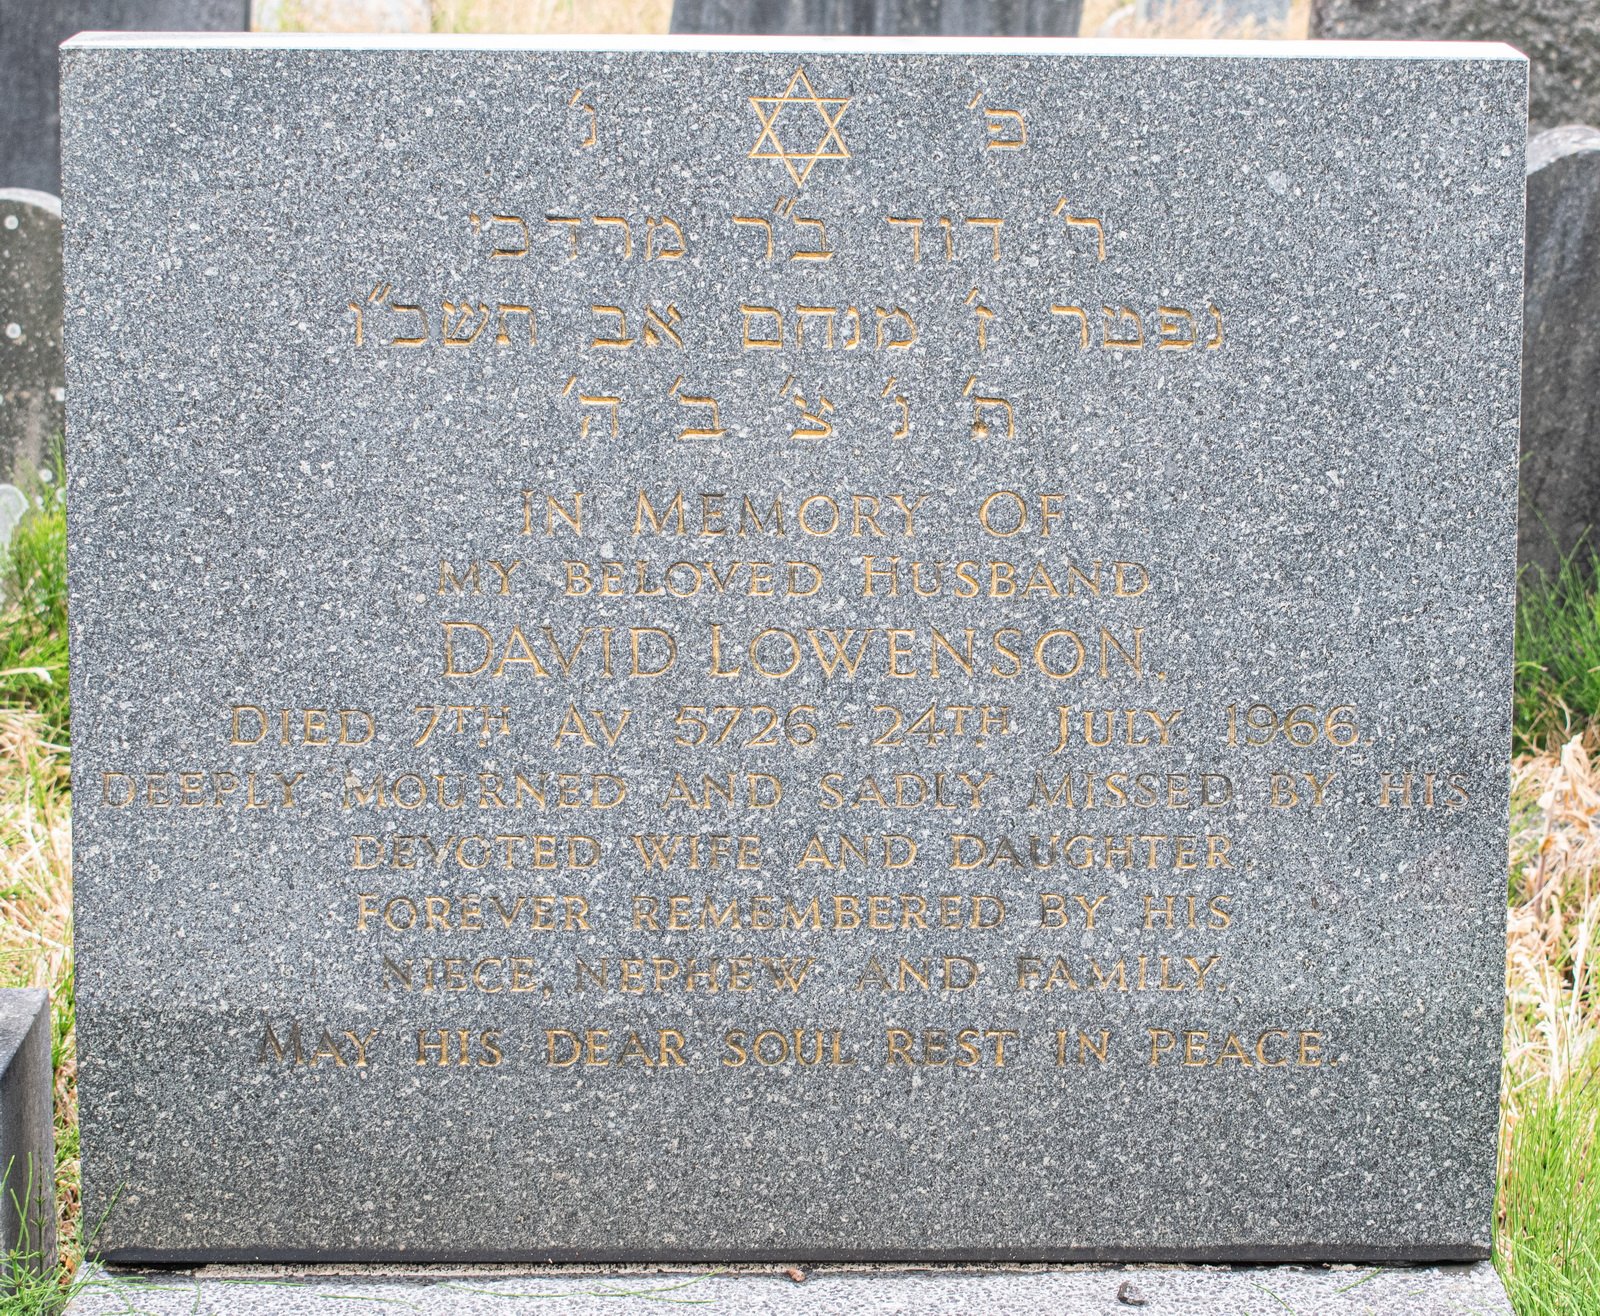 פ׳ נ׳
ר׳ דוד ב״ר מרדכי
נפטר ז׳ מנחם אב תשכ״ו
ת׳ נ׳ צ׳ ב׳ ה׳
IN MEMORY OF
MY BELOVED HUSBAND
DAVID LOWENSON,
DIED 7TH AV 5726 - 24TH JULY 1966.
DEEPLY MOURNED AND SADLY MISSED BY HIS
DEVOTED WIFE AND DAUGHTER.
FOREVER REMEMBERED BY HIS
NIECE, NEPHEW AND FAMILY.
MAY HIS DEAR SOUL REST IN PEACE.